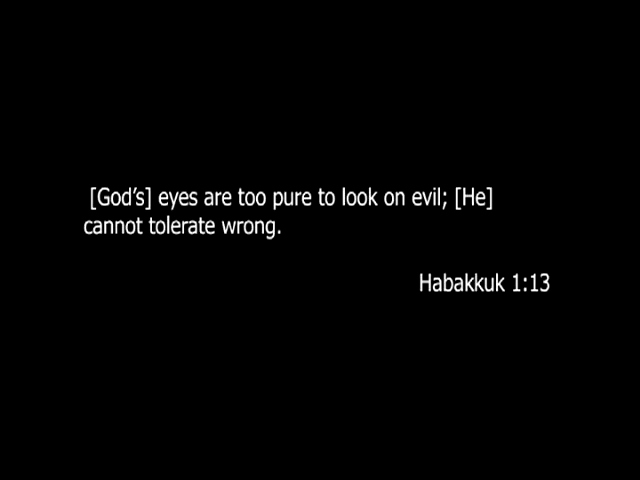 [God's] eyes are too pure to look on evil; [He]
cannot tolerate wrong.
Habakkuk 1:13